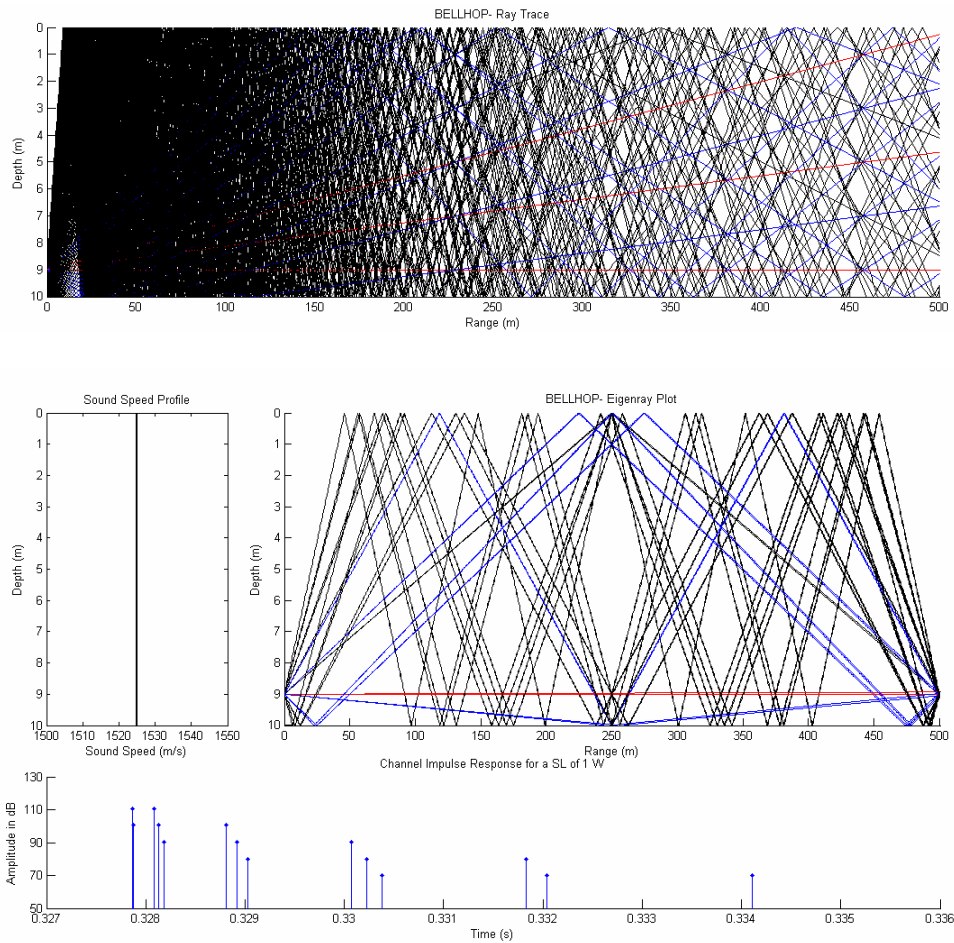 BELLHOP- Ray Trace
Depth (m)
0
1
2
3
4
5
6
7
8
9
10
0 50 100 150 200 250 300 350 400 450 500
Range (m)
Sound Speed Profile
Depth (m)
0
1
2
3
4
5
6
7
8
9
10
1500 1510 1520 1530 1540 1550
Sound Speed (m/s)
BELLHOP- Eigenray Plot
Depth (m)
0
1
2
3
4
5
6
7
8
9
10
0 50 100 150 200 250 300 350 400 450 500
Range (m)
Channel Impulse Response for a SL of 1 W
Amplitude in dB
130
110
90
70
50
0.327 0.328 0.329 0.33 0.331 0.332 0.333 0.334 0.335 0.336
Time (s)